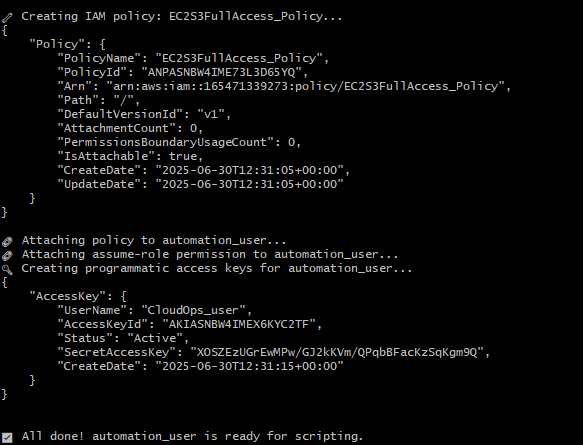 Creating IAM policy: EC2S3FullAccess_Policy...
{
    "Policy": {
        "PolicyName": "EC2S3FullAccess_Policy",
        "PolicyId": "ANPASNBW4IME73L3D65YQ",
        "Arn": "arn:aws:iam::165471339273:policy/EC2S3FullAccess_Policy",
        "Path": "/",
        "DefaultVersionId": "v1",
        "AttachmentCount": 0,
        "PermissionsBoundaryUsageCount": 0,
        "IsAttachable": true,
        "CreateDate": "2025-06-30T12:31:05+00:00",
        "UpdateDate": "2025-06-30T12:31:05+00:00"
    }
}
Attaching policy to automation_user...
Attaching assume-role permission to automation_user...
Creating programmatic access keys for automation_user...
{
    "AccessKey": {
        "UserName": "CloudOps_user",
        "AccessKeyId": "AKIASNBW4IMEX6KYC2TF",
        "Status": "Active",
        "SecretAccessKey": "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",
        "CreateDate": "2025-06-30T12:31:15+00:00"
    }
}
All done! automation_user is ready for scripting.